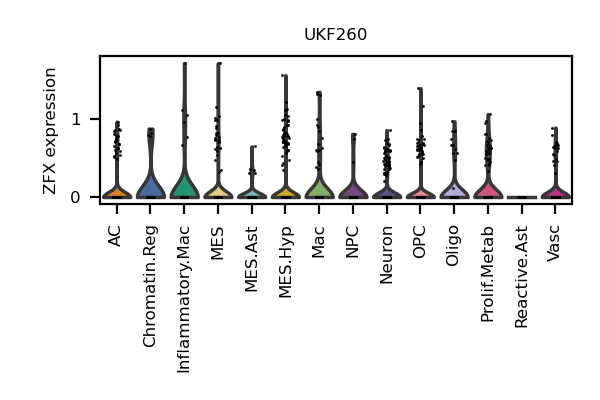 UKF260
ZFX expression
1
0
AC
Chromatin.Reg
Inflammatory.Mac
MES
MES.Ast
MES.Hyp
Mac
NPC
Neuron
OPC
Oligo
Prolif.Metab
Reactive.Ast
Vasc